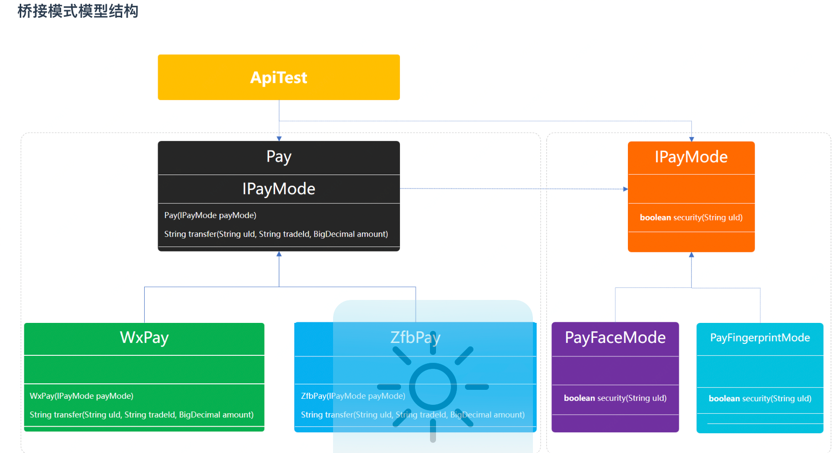 桥接模式模型结构
ApiTest
Pay
IPayMode
Pay(IPayMode payMode)
String transfer(String uId, String tradeId, BigDecimal amount)
IPayMode
boolean security(String uId)
WxPay
WxPay(IPayMode payMode)
String transfer(String uId, String tradeId, BigDecimal amount)
ZfbPay
ZfbPay(IPayMode payMode)
String transfer(String uId, String tradeId, BigDecimal amount)
PayFaceMode
boolean security(String uId)
PayFingerprintMode
boolean security(String uId)